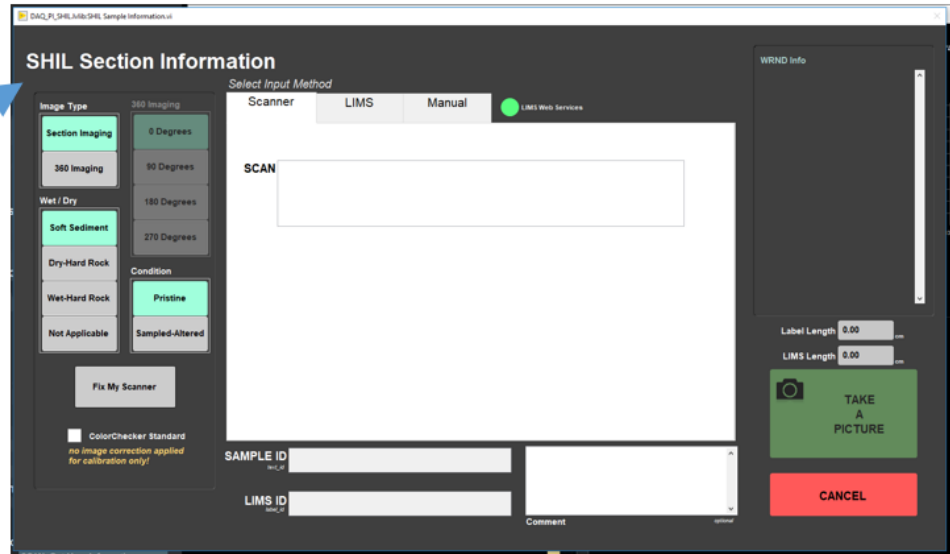 DAQ_PI_SHIL.lvlib:SHIL Sample Information.vi
SHIL Section Information
Select Input Method
Scanner
LIMS
Manual
LIMS Web Services
WRND Info
Image Type
Section Imaging
360 Imaging
360 Imaging
0 Degrees
90 Degrees
180 Degrees
270 Degrees
Wet / Dry
Soft Sediment
Dry-Hard Rock
Wet-Hard Rock
Not Applicable
Condition
Pristine
Sampled-Altered
SCAN
Fix My Scanner
ColorChecker Standard
no image correction applied
for calibration only!
SAMPLE ID
text_id
LIMS ID
label_id
Comment
optional
Label Length 0.00 cm
LIMS Length 0.00 cm
TAKE
A
PICTURE
CANCEL